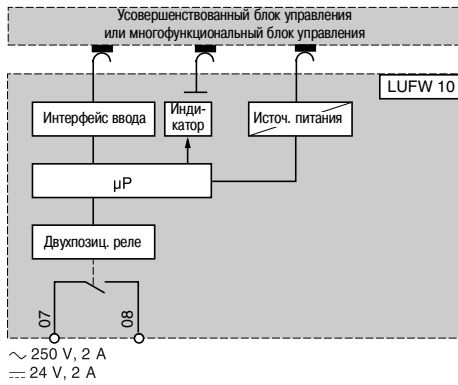 Усовершенствованный блок управления
или многофункциональный блок управления
LUFW 10
Интерфейс ввода
Инди-
катор
Источ. питания
µP
Двухпозиц. реле
07
08
~ 250 V, 2 A
⎓ 24 V, 2 A